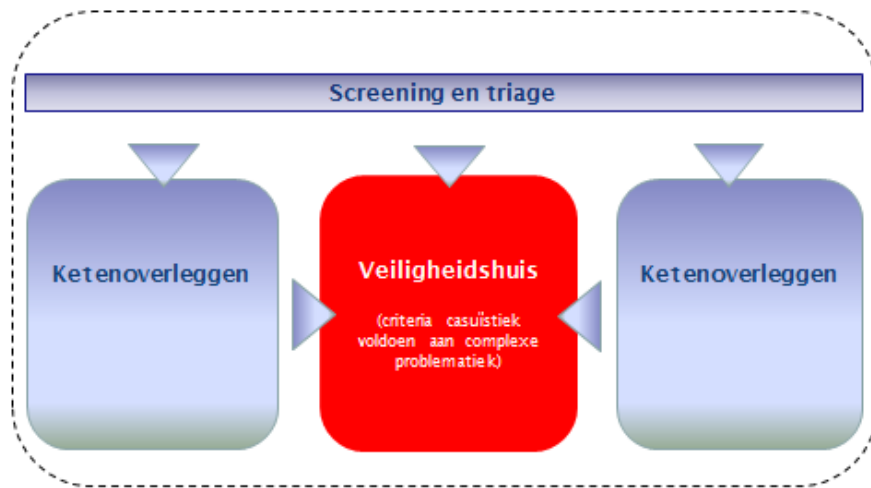 Screening en triage
Ketenoverleggen
Veiligheidshuis
(criteria casuïstiek
voldoen aan complexe
problematiek)
Ketenoverleggen